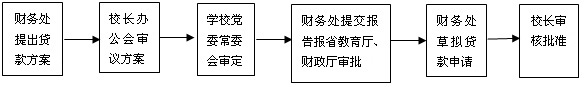 财务处
提出贷
款方案
校长办
公会审
议方案
学校党
委常委
会审定
财务处提交报
告报省教育厅、
财政厅审批
财务处
草拟贷
款申请
校长审
核批准